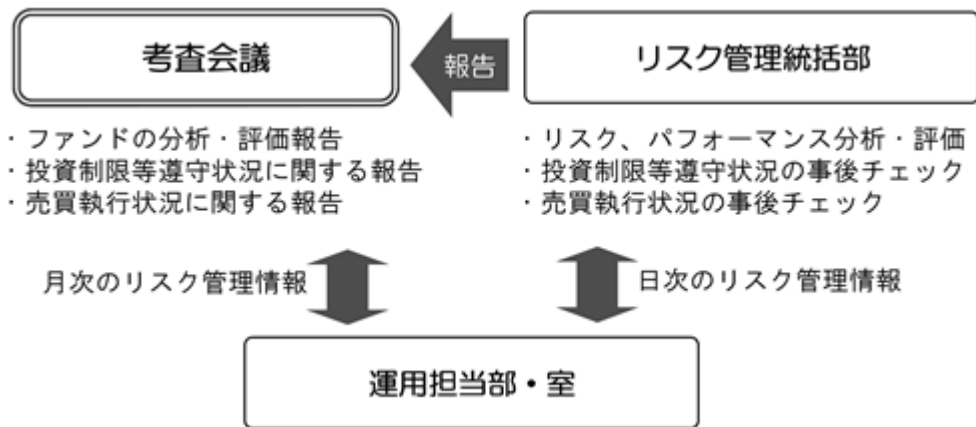 考査会議
報告
リスク管理統括部
・ファンドの分析・評価報告
・投資制限等遵守状況に関する報告
・売買執行状況に関する報告
・リスク、パフォーマンス分析・評価
・投資制限等遵守状況の事後チェック
・売買執行状況の事後チェック
月次のリスク管理情報
日次のリスク管理情報
運用担当部・室